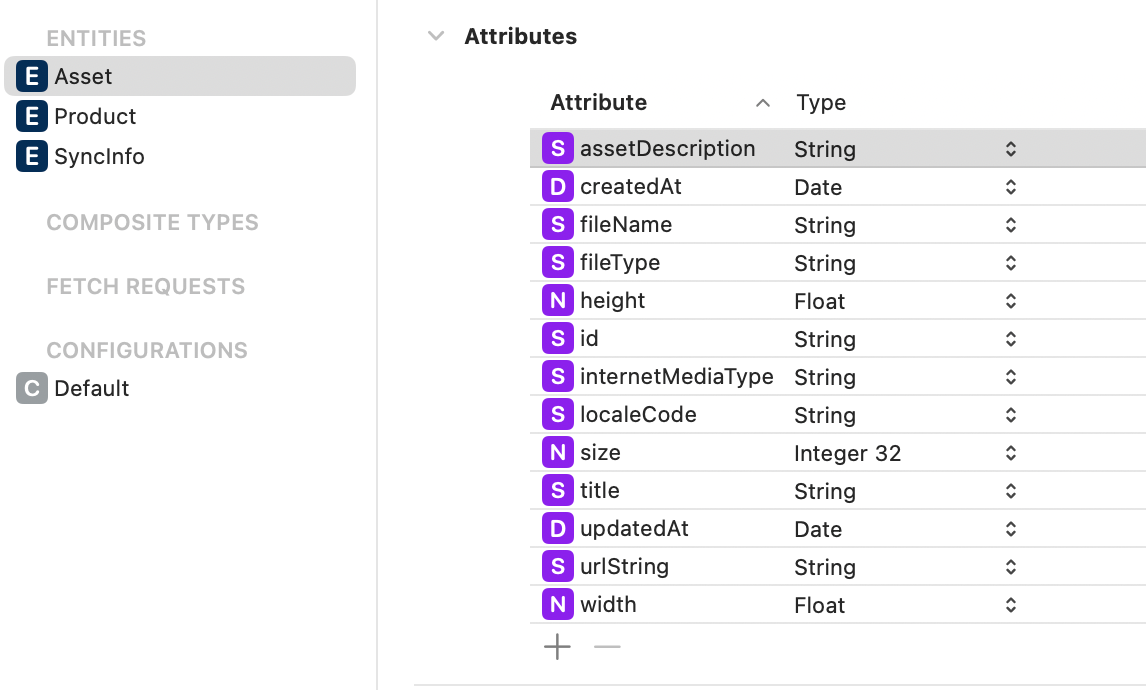 ENTITIES
E Asset
E Product
E SyncInfo
COMPOSITE TYPES
FETCH REQUESTS
CONFIGURATIONS
C Default
Attributes
Attribute Type
S assetDescription String
D createdAt Date
S fileName String
S fileType String
N height Float
S id String
S internetMediaType String
S localeCode String
N size Integer 32
S title String
D updatedAt Date
S urlString String
N width Float